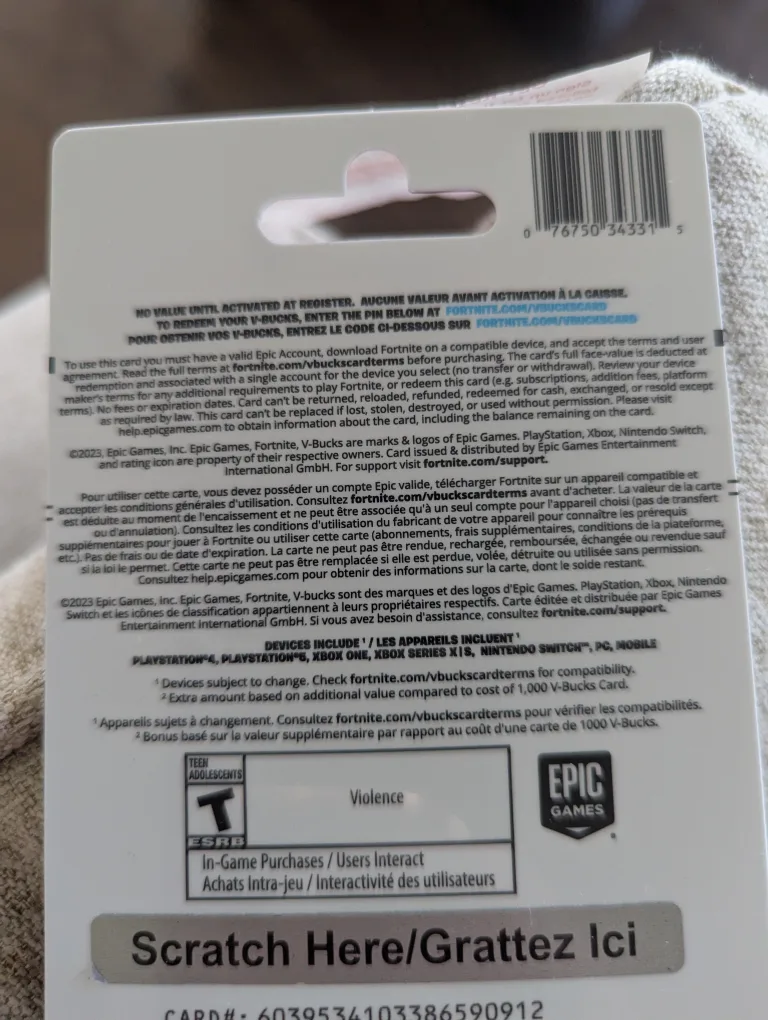 0 76750 34331 5
NO VALUE UNTIL ACTIVATED AT REGISTER. AUCUNE VALEUR AVANT ACTIVATION À LA CAISSE.
TO REDEEM YOUR V-BUCKS, ENTER THE PIN BELOW AT FORTNITE.COM/VBUCKSCARD
POUR OBTENIR VOS V-BUCKS, ENTREZ LE CODE CI-DESSOUS SUR FORTNITE.COM/VBUCKSCARD
To use this card you must have a valid Epic Account, download Fortnite on a compatible device, and accept the terms and user
agreement. Read the full terms at fortnite.com/vbuckscardterms before purchasing. The card's full face-value is deducted at
redemption and associated with a single account for the device you select (no transfer or withdrawal). Review your device
maker's terms for any additional requirements to play Fortnite, or redeem this card (e.g. subscriptions, addition fees, platform
terms). No fees or expiration dates. Card can't be returned, reloaded, refunded, redeemed for cash, exchanged, or resold except
as required by law. This card can't be replaced if lost, stolen, destroyed, or used without permission. Please visit
help.epicgames.com to obtain information about the card, including the balance remaining on the card.
©2023, Epic Games, Inc. Epic Games, Fortnite, V-Bucks are marks & logos of Epic Games. PlayStation, Xbox, Nintendo Switch,
and rating icon are property of their respective owners. Card issued & distributed by Epic Games Entertainment
International GmbH. For support visit fortnite.com/support.
Pour utiliser cette carte, vous devez posséder un compte Epic valide, télécharger Fortnite sur un appareil compatible et
accepter les conditions générales d'utilisation. Consultez fortnite.com/vbuckscardterms avant d'acheter. La valeur de la carte
est déduite au moment de l'encaissement et ne peut être associée qu'à un seul compte pour l'appareil choisi (pas de transfert
ou d'annulation). Consultez les conditions d'utilisation du fabricant de votre appareil pour connaître les prérequis
supplémentaires pour jouer à Fortnite ou utiliser cette carte (abonnements, frais supplémentaires, conditions de la plateforme,
etc.). Pas de frais ou de date d'expiration. La carte ne peut pas être rendue, rechargée, remboursée, échangée ou revendue sauf
si la loi le permet. Cette carte ne peut pas être remplacée si elle est perdue, volée, détruite ou utilisée sans permission.
Consultez help.epicgames.com pour obtenir des informations sur la carte, dont le solde restant.
©2023 Epic Games, Inc. Epic Games, Fortnite, V-bucks sont des marques et des logos d'Epic Games. PlayStation, Xbox, Nintendo
Switch et les icônes de classification appartiennent à leurs propriétaires respectifs. Carte éditée et distribuée par Epic Games
Entertainment International GmbH. Si vous avez besoin d'assistance, consultez fortnite.com/support.
DEVICES INCLUDE ¹ / LES APPAREILS INCLUENT ¹
PLAYSTATION®4, PLAYSTATION®5, XBOX ONE, XBOX SERIES X|S, NINTENDO SWITCH™, PC, MOBILE
¹ Devices subject to change. Check fortnite.com/vbuckscardterms for compatibility.
² Extra amount based on additional value compared to cost of 1,000 V-Bucks Card.
¹ Appareils sujets à changement. Consultez fortnite.com/vbuckscardterms pour vérifier les compatibilités.
² Bonus basé sur la valeur supplémentaire par rapport au coût d'une carte de 1000 V-Bucks.
TEEN
ADOLESCENTS
T
ESRB
Violence
In-Game Purchases / Users Interact
Achats Intra-jeu / Interactivité des utilisateurs
EPIC
GAMES
Scratch Here/Grattez Ici
CARD#: 6039534103386590912